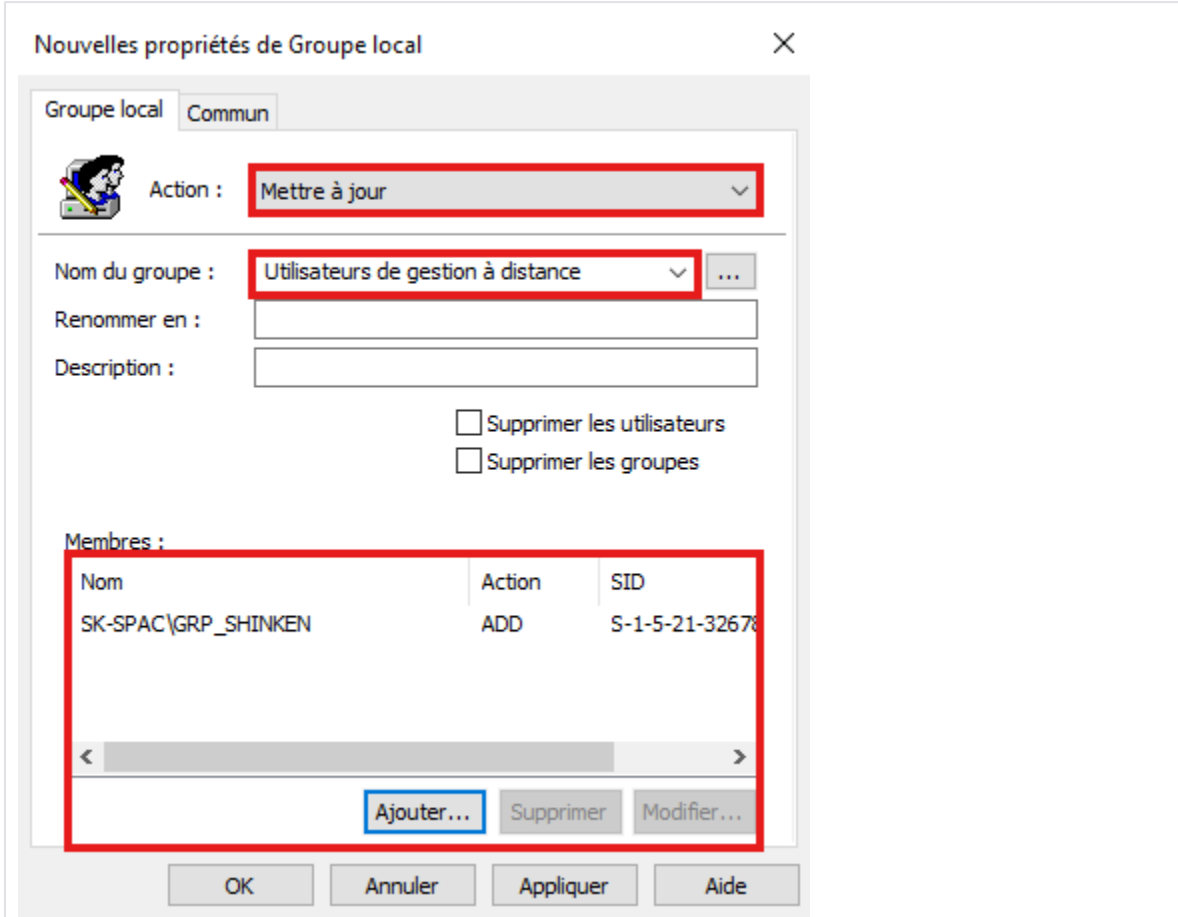 Nouvelles propriétés de Groupe local
Groupe local Commun
Action : Mettre à jour
Nom du groupe : Utilisateurs de gestion à distance ...
Renommer en :
Description :
Supprimer les utilisateurs
Supprimer les groupes
Membres :
Nom Action SID
SK-SPAC\GRP_SHINKEN ADD S-1-5-21-32678
Ajouter... Supprimer Modifier...
OK Annuler Appliquer Aide